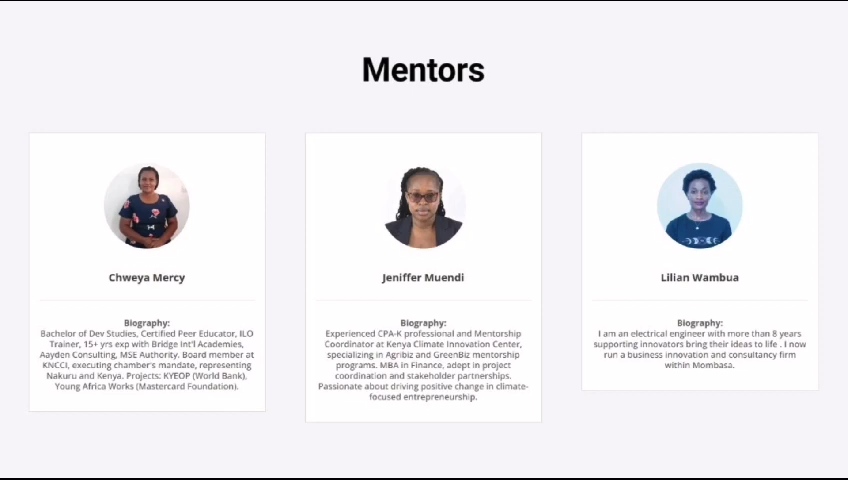 Mentors
Chweya Mercy
Biography:
Bachelor of Dev Studies, Certified Peer Educator, ILO
Trainer, 15+ yrs exp with Bridge Int'l Academies,
Aayden Consulting, MSE Authority. Board member at
KNCCI, executing chamber's mandate, representing
Nakuru and Kenya. Projects: KYEOP (World Bank),
Young Africa Works (Mastercard Foundation).
Jeniffer Muendi
Biography:
Experienced CPA-K professional and Mentorship
Coordinator at Kenya Climate Innovation Center,
specializing in Agribiz and GreenBiz mentorship
programs. MBA in Finance, adept in project
coordination and stakeholder partnerships.
Passionate about driving positive change in climate-
focused entrepreneurship.
Lilian Wambua
Biography:
I am an electrical engineer with more than 8 years
supporting innovators bring their ideas to life . I now
run a business innovation and consultancy firm
within Mombasa.